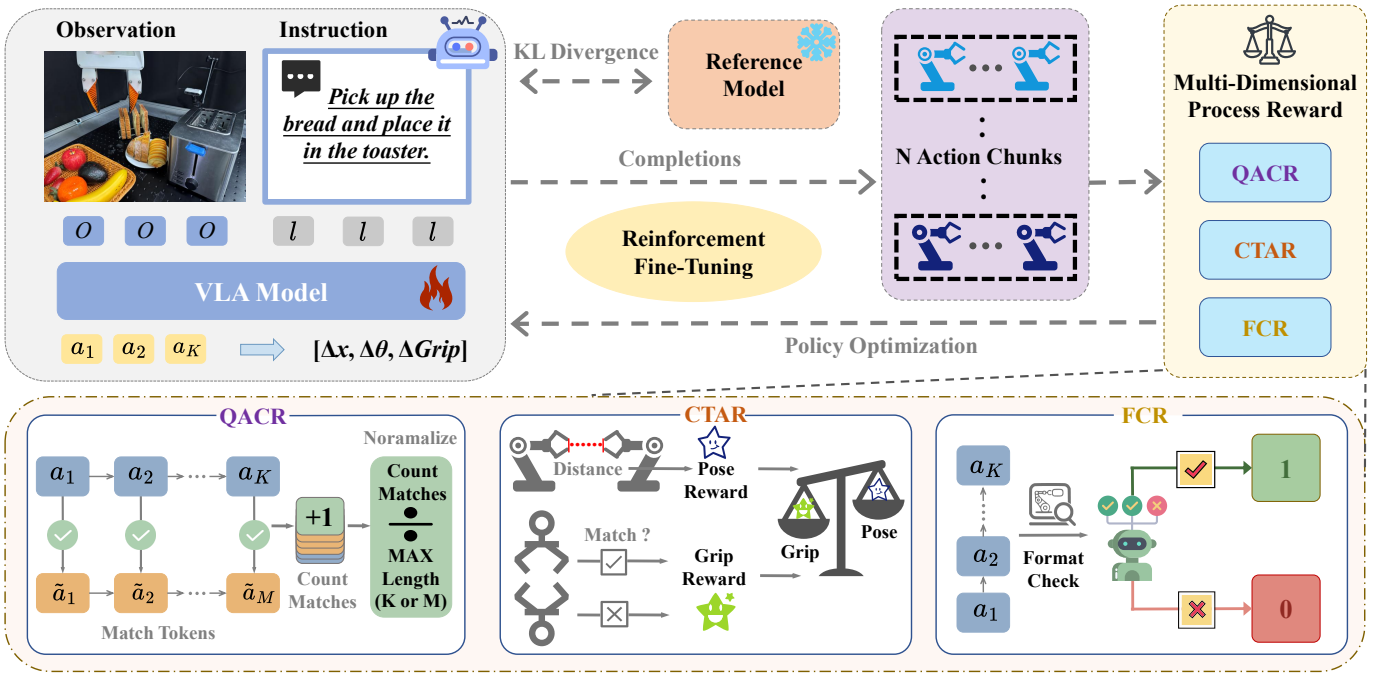 Observation
Instruction
Pick up the
bread and place it
in the toaster.
O O O
l l l
VLA Model
a1 a2 aK
[Δx, Δθ, ΔGrip]
KL Divergence
Reference
Model
Completions
Reinforcement
Fine-Tuning
Policy Optimization
N Action Chunks
Multi-Dimensional
Process Reward
QACR
CTAR
FCR
QACR
a1 a2 aK
ã1 ã2 ãM
Match Tokens
+1
Count
Matches
Noramalize
Count
Matches
MAX
Length
(K or M)
CTAR
Distance
Pose
Reward
Match ?
Grip
Reward
Grip
Pose
FCR
aK
a2
a1
Format
Check
1
0